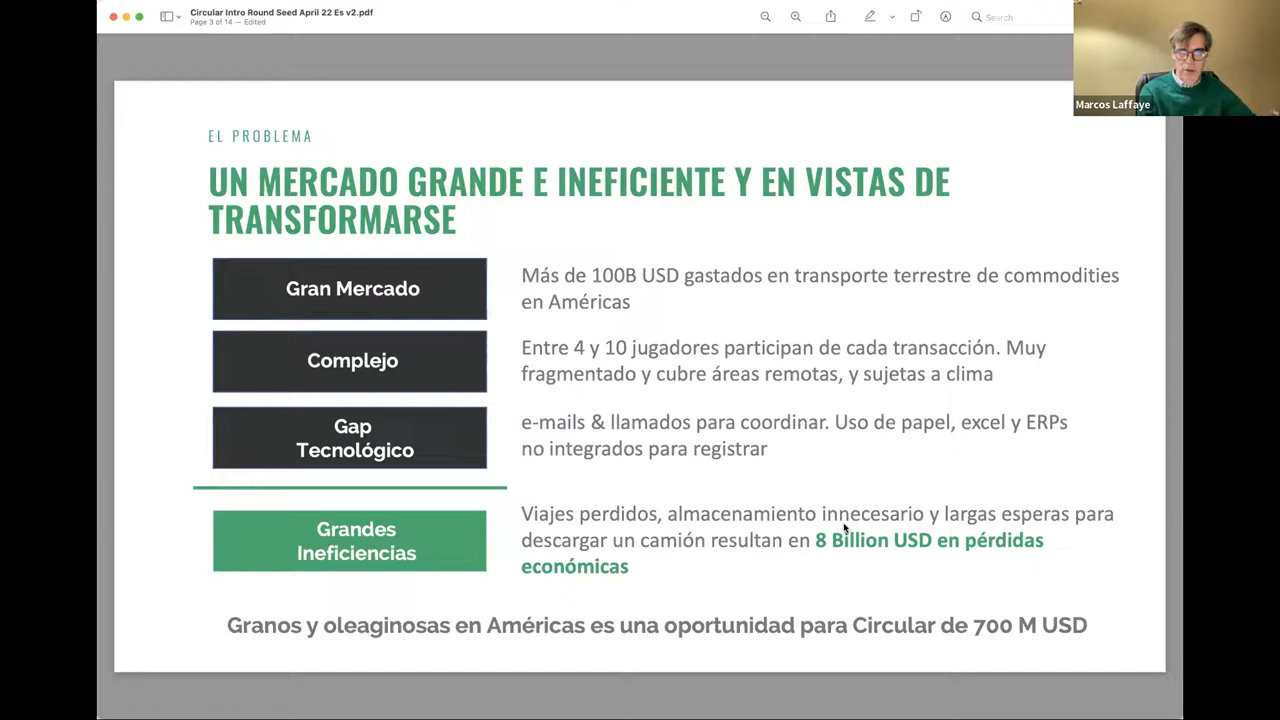 Circular Intro Round Seed April 22 Es v2.pdf
Page 3 of 14 — Edited
Search
Marcos Laffaye
EL PROBLEMA
UN MERCADO GRANDE E INEFICIENTE Y EN VISTAS DE
TRANSFORMARSE
Gran Mercado
Más de 100B USD gastados en transporte terrestre de commodities
en Américas
Complejo
Entre 4 y 10 jugadores participan de cada transacción. Muy
fragmentado y cubre áreas remotas, y sujetas a clima
Gap
Tecnológico
e-mails & llamados para coordinar. Uso de papel, excel y ERPs
no integrados para registrar
Grandes
Ineficiencias
Viajes perdidos, almacenamiento innecesario y largas esperas para
descargar un camión resultan en 8 Billion USD en pérdidas
económicas
Granos y oleaginosas en Américas es una oportunidad para Circular de 700 M USD